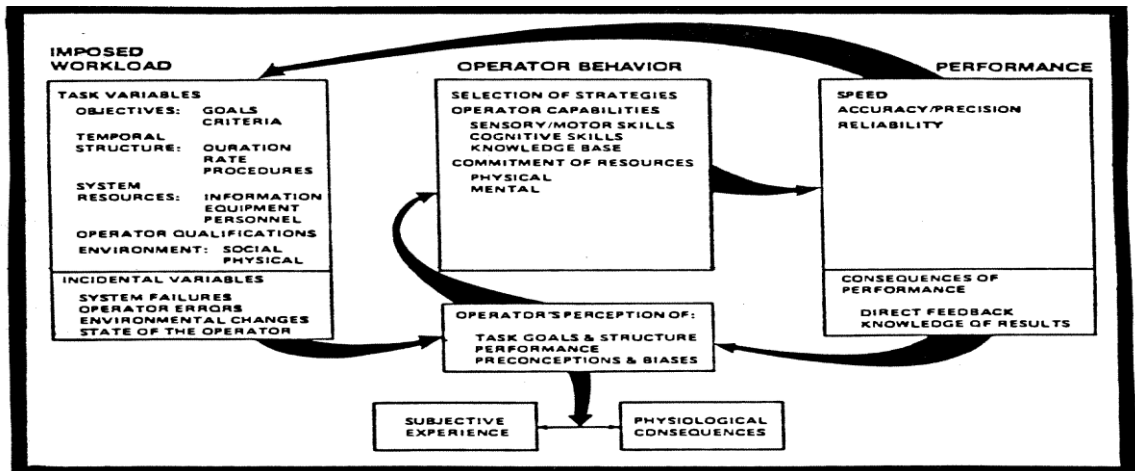 IMPOSED
WORKLOAD
TASK VARIABLES
OBJECTIVES: GOALS
CRITERIA
TEMPORAL
STRUCTURE: OURATION
RATE
PROCEDURES
SYSTEM
RESOURCES: INFORMATION
EQUIPMENT
PERSONNEL
OPERATOR QUALIFICATIONS
ENVIRONMENT: SOCIAL
PHYSICAL
INCIDENTAL VARIABLES
SYSTEM FAILURES
OPERATOR ERRORS
ENVIRONMENTAL CHANGES
STATE OF THE OPERATOR
OPERATOR BEHAVIOR
SELECTION OF STRATEGIES
OPERATOR CAPABILITIES
SENSORY/MOTOR SKILLS
COGNITIVE SKILLS
KNOWLEDGE BASE
COMMITMENT OF RESOURCES
PHYSICAL
MENTAL
OPERATOR'S PERCEPTION OF:
TASK GOALS & STRUCTURE
PERFORMANCE
PRECONCEPTIONS & BIASES
SUBJECTIVE
EXPERIENCE
PHYSIOLOGICAL
CONSEQUENCES
PERFORMANCE
SPEED
ACCURACY/PRECISION
RELIABILITY
CONSEQUENCES OF
PERFORMANCE
DIRECT FEEDBACK
KNOWLEDGE OF RESULTS